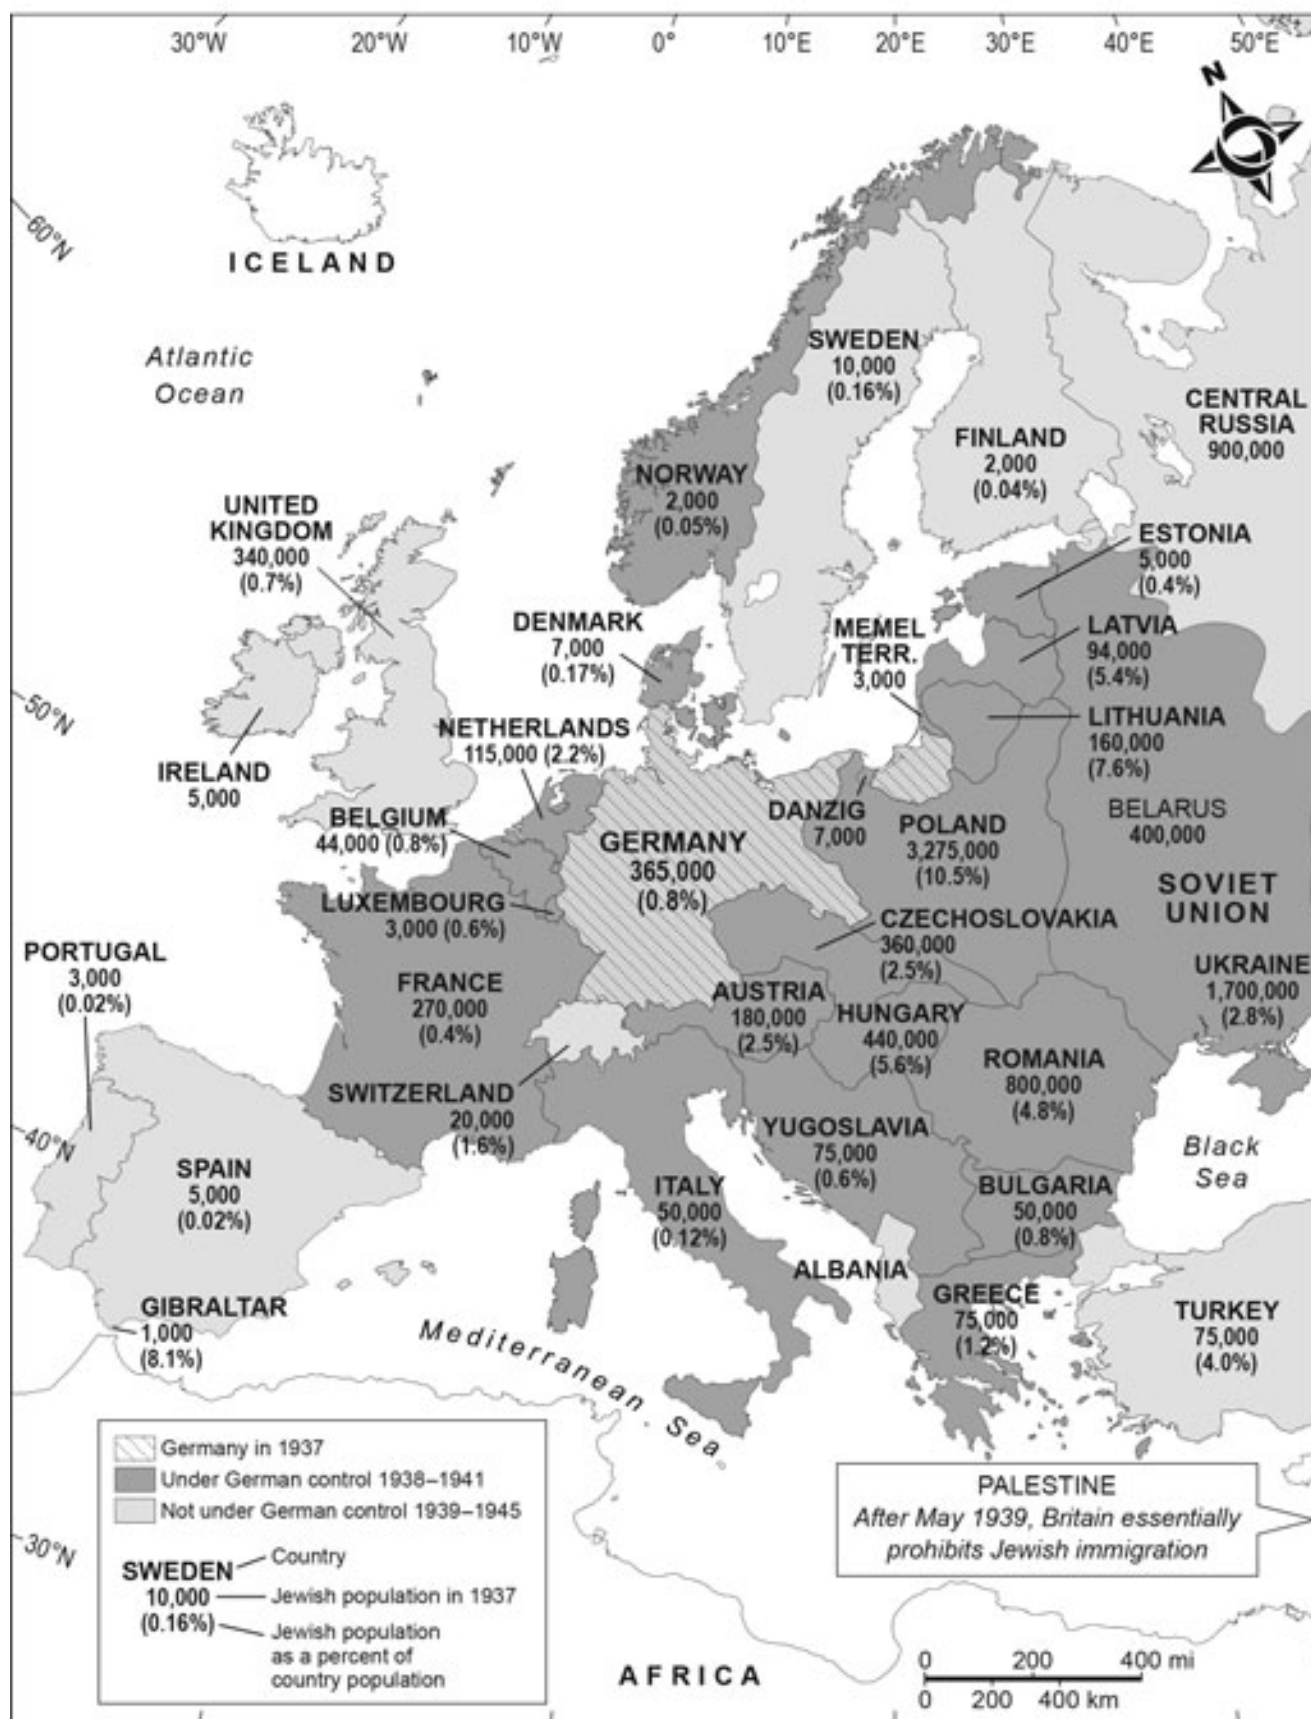 30°W
20°W
10°W
0°
10°E
20°E
30°E
40°E
50°E
N
60°N
ICELAND
Atlantic
Ocean
SWEDEN
10,000
(0.16%)
CENTRAL
RUSSIA
900,000
FINLAND
2,000
(0.04%)
NORWAY
2,000
(0.05%)
UNITED
KINGDOM
340,000
(0.7%)
ESTONIA
5,000
(0.4%)
DENMARK
7,000
(0.17%)
MEMEL
TERR.
3,000
LATVIA
94,000
(5.4%)
50°N
NETHERLANDS
115,000 (2.2%)
LITHUANIA
160,000
(7.6%)
IRELAND
5,000
BELGIUM
44,000 (0.8%)
DANZIG
7,000
POLAND
3,275,000
(10.5%)
BELARUS
400,000
GERMANY
365,000
(0.8%)
SOVIET
UNION
LUXEMBOURG
3,000 (0.6%)
CZECHOSLOVAKIA
360,000
(2.5%)
PORTUGAL
3,000
(0.02%)
FRANCE
270,000
(0.4%)
AUSTRIA
180,000
(2.5%)
HUNGARY
440,000
(5.6%)
UKRAINE
1,700,000
(2.8%)
ROMANIA
800,000
(4.8%)
SWITZERLAND
20,000
(1.6%)
40°N
YUGOSLAVIA
75,000
(0.6%)
Black
Sea
SPAIN
5,000
(0.02%)
ITALY
50,000
(0.12%)
BULGARIA
50,000
(0.8%)
ALBANIA
GIBRALTAR
1,000
(8.1%)
GREECE
75,000
(1.2%)
TURKEY
75,000
(4.0%)
Mediterranean Sea
Germany in 1937
Under German control 1938–1941
Not under German control 1939–1945
SWEDEN
10,000
(0.16%)
Country
Jewish population in 1937
Jewish population
as a percent of
country population
PALESTINE
After May 1939, Britain essentially
prohibits Jewish immigration
30°N
AFRICA
0 200 400 mi
0 200 400 km